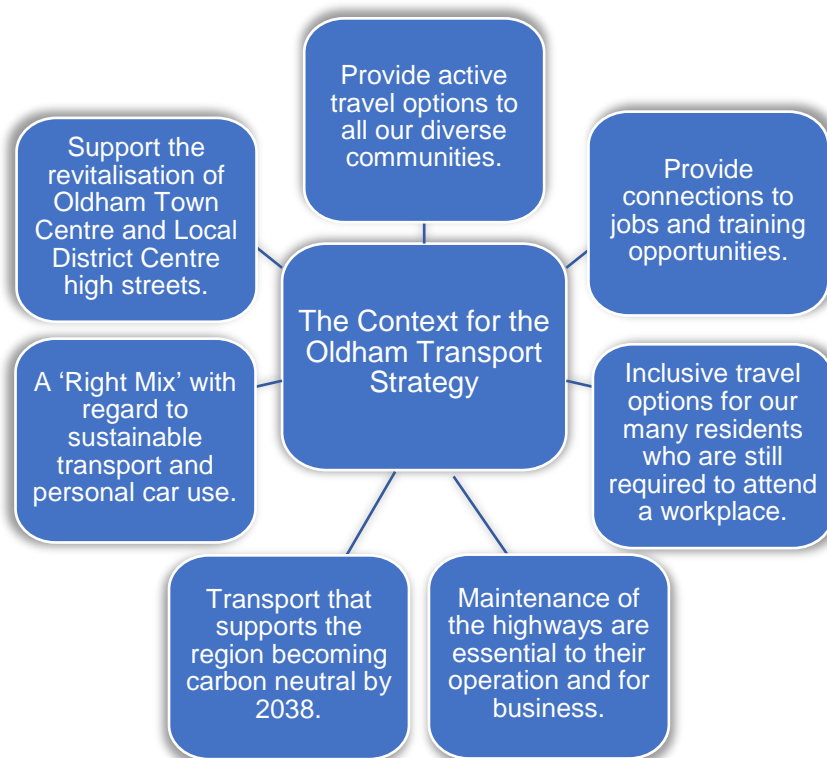 Provide active
travel options to
all our diverse
communities.
Support the
revitalisation of
Oldham Town
Centre and Local
District Centre
high streets.
Provide
connections to
jobs and training
opportunities.
The Context for the
Oldham Transport
Strategy
A ‘Right Mix’ with
regard to
sustainable
transport and
personal car use.
Inclusive travel
options for our
many residents
who are still
required to attend
a workplace.
Transport that
supports the
region becoming
carbon neutral by
2038.
Maintenance of
the highways are
essential to their
operation and for
business.